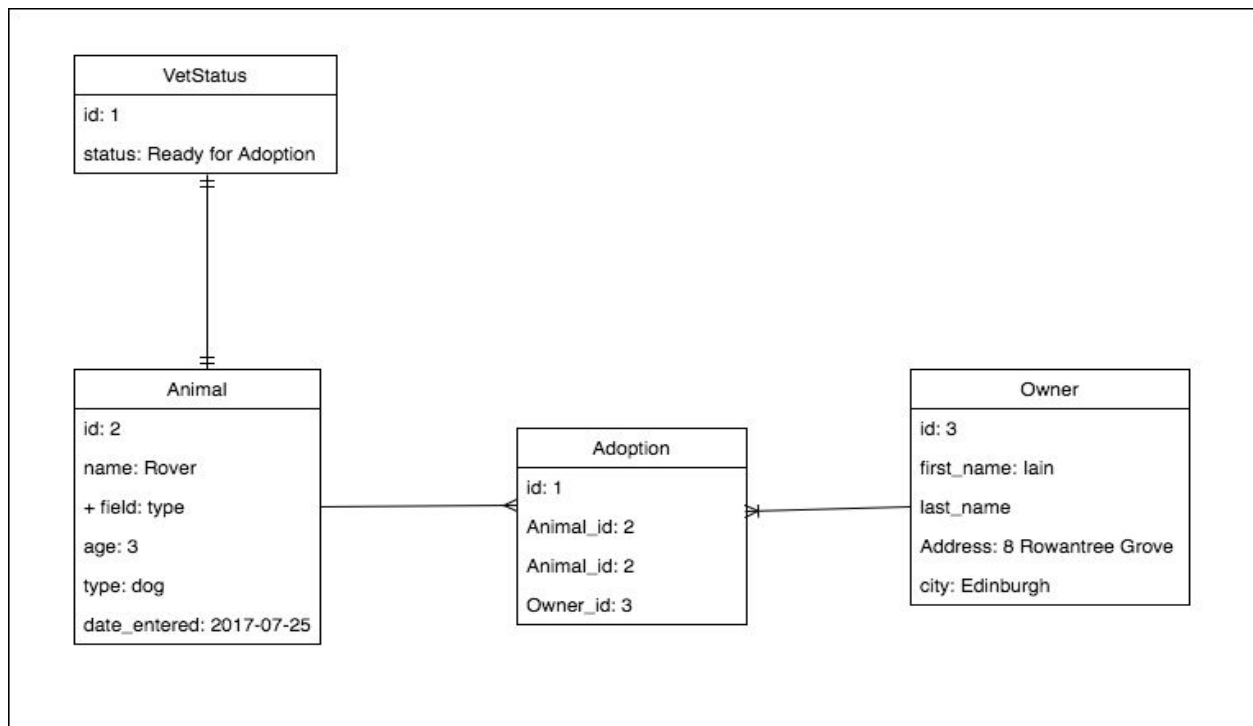 VetStatus
id: 1
status: Ready for Adoption
Animal
id: 2
name: Rover
+ field: type
age: 3
type: dog
date_entered: 2017-07-25
Adoption
id: 1
Animal_id: 2
Animal_id: 2
Owner_id: 3
Owner
id: 3
first_name: Iain
last_name
Address: 8 Rowantree Grove
city: Edinburgh